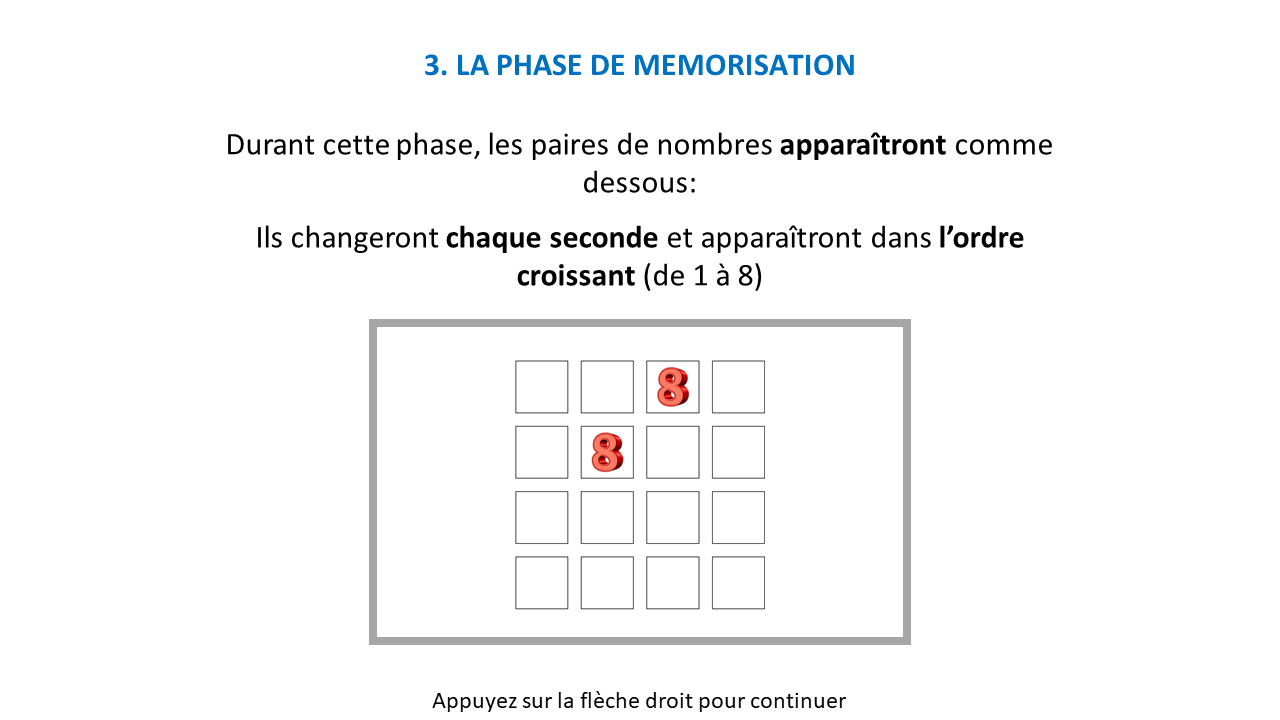 3. LA PHASE DE MEMORISATION
Durant cette phase, les paires de nombres apparaîtront comme
dessous:
Ils changeront chaque seconde et apparaîtront dans l’ordre
croissant (de 1 à 8)
8
8
Appuyez sur la flèche droit pour continuer